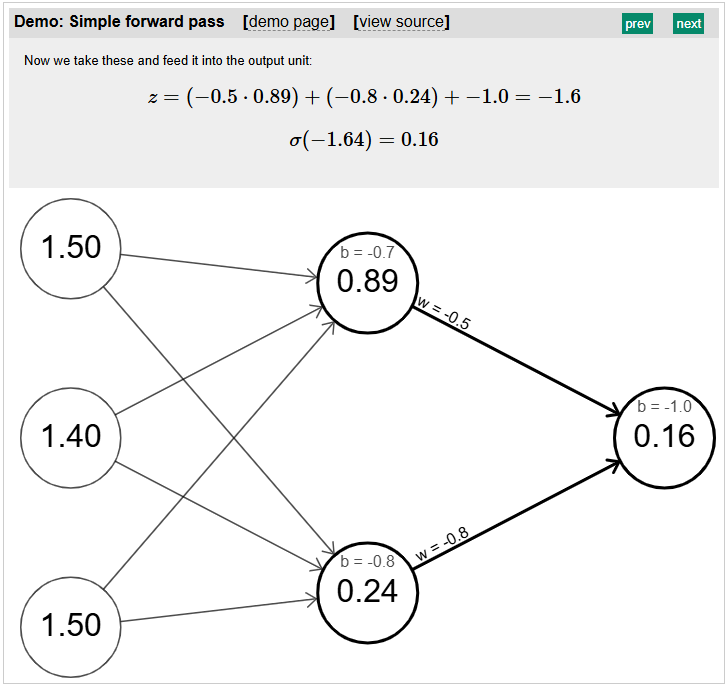 Demo: Simple forward pass [demo page] [view source] prev next
Now we take these and feed it into the output unit:
z = (−0.5 · 0.89) + (−0.8 · 0.24) + −1.0 = −1.6
σ(−1.64) = 0.16
1.50
b = -0.7
0.89
w = -0.5
1.40
b = -1.0
0.16
w = -0.8
b = -0.8
0.24
1.50